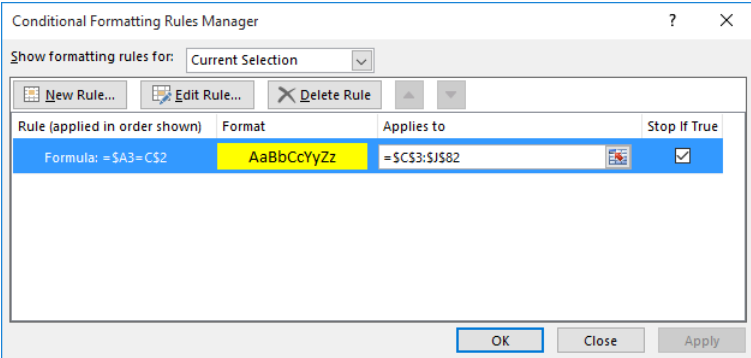 Conditional Formatting Rules Manager ? X
Show formatting rules for: Current Selection
New Rule... Edit Rule... Delete Rule
Rule (applied in order shown) Format Applies to Stop If True
Formula: =$A3=C$2 AaBbCcYyZz =$C$3:$J$82
OK Close Apply